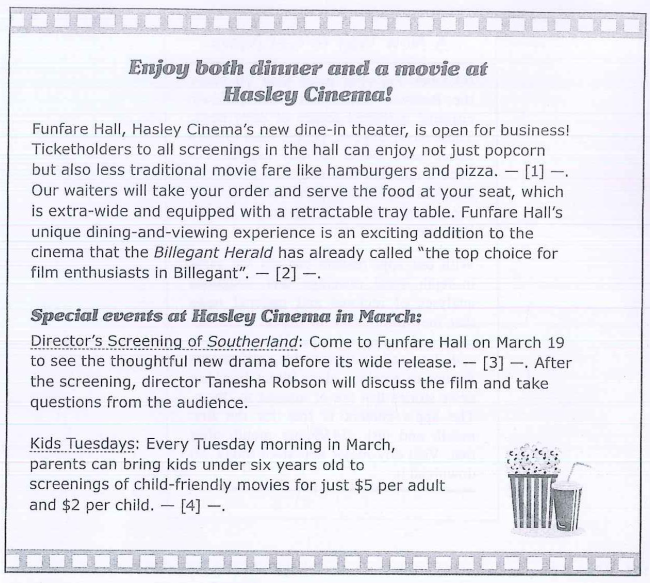 Enjoy both dinner and a movie at
Hasley Cinema!
Funfare Hall, Hasley Cinema's new dine-in theater, is open for business!
Ticketholders to all screenings in the hall can enjoy not just popcorn
but also less traditional movie fare like hamburgers and pizza. — [1] —.
Our waiters will take your order and serve the food at your seat, which
is extra-wide and equipped with a retractable tray table. Funfare Hall's
unique dining-and-viewing experience is an exciting addition to the
cinema that the Billegant Herald has already called "the top choice for
film enthusiasts in Billegant". — [2] —.
Special events at Hasley Cinema in March:
Director's Screening of Southerland: Come to Funfare Hall on March 19
to see the thoughtful new drama before its wide release. — [3] —. After
the screening, director Tanesha Robson will discuss the film and take
questions from the audience.
Kids Tuesdays: Every Tuesday morning in March,
parents can bring kids under six years old to
screenings of child-friendly movies for just $5 per adult
and $2 per child. — [4] —.